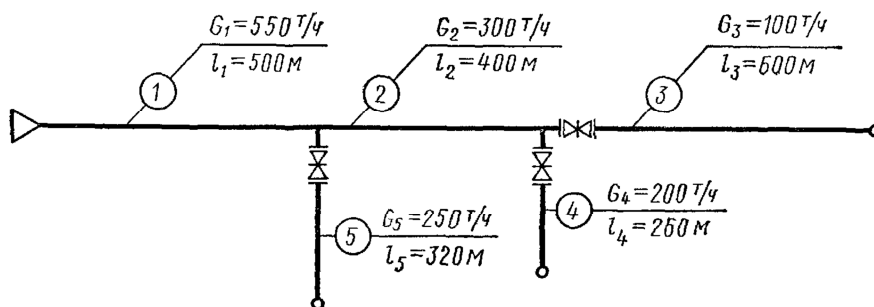 G₁=550 т/ч
l₁=500 м
1
G₂=300 т/ч
l₂=400 м
2
G₃=100 т/ч
l₃=600 м
3
G₅=250 т/ч
l₅=320 м
5
G₄=200 т/ч
l₄=260 м
4